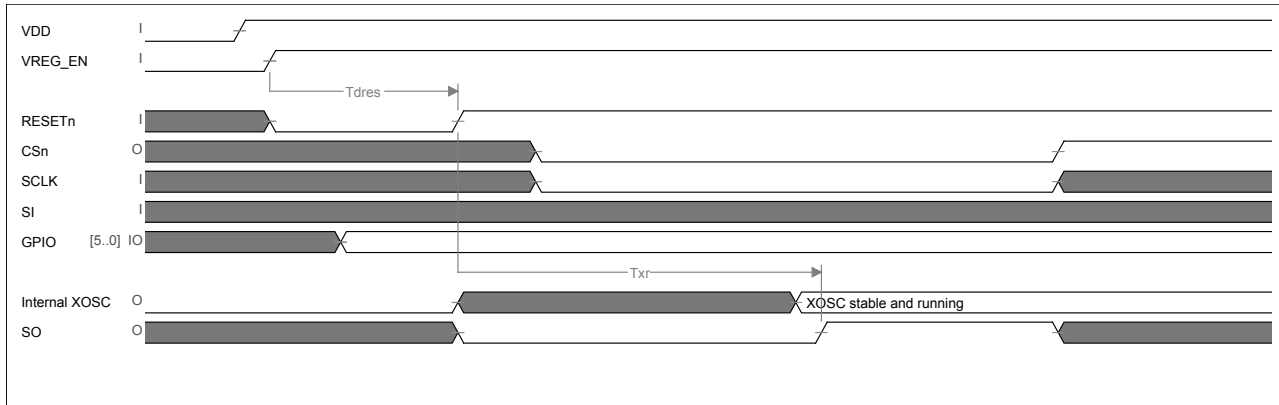 VDD I
VREG_EN I
Tdres
RESETn I
CSn O
SCLK I
SI I
GPIO [5..0] IO
Txr
Internal XOSC O XOSC stable and running
SO O